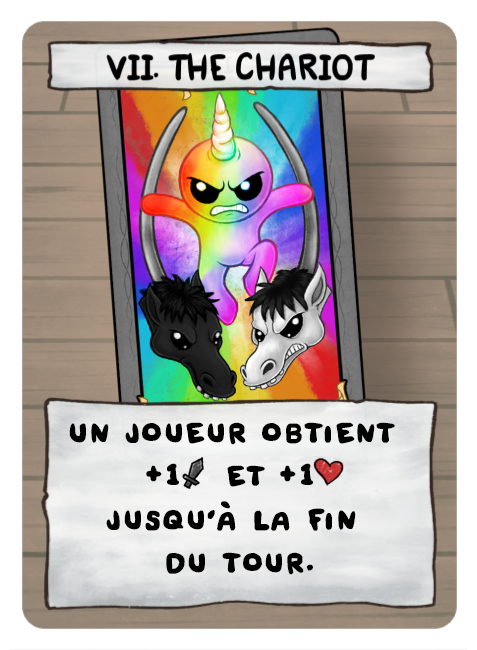 VII. THE CHARIOT
UN JOUEUR OBTIENT
+1 ET +1
JUSQU'À LA FIN
DU TOUR.